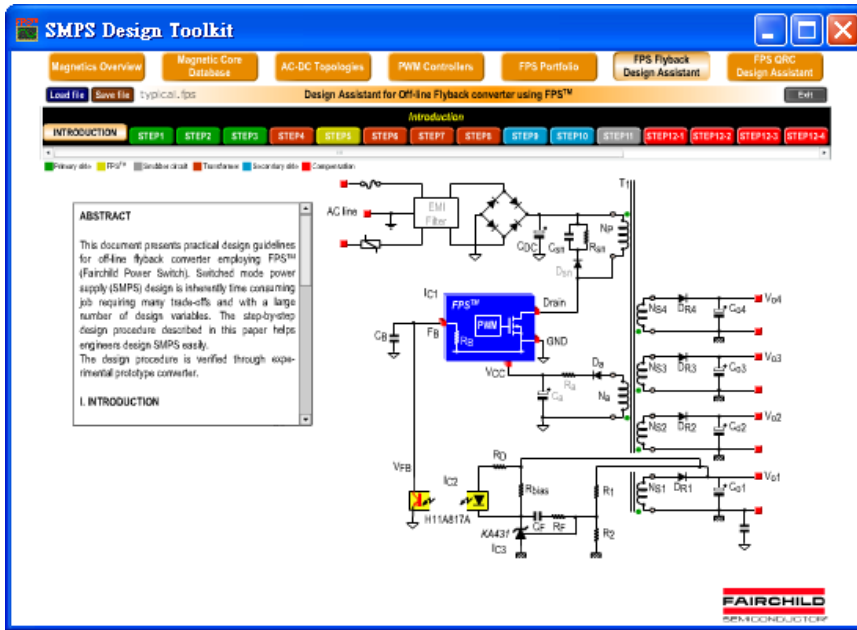 SMPS Design Toolkit
Magnetics Overview
Magnetic Core
Database
AC-DC Topologies
PWM Controllers
FPS Portfolio
FPS Flyback
Design Assistant
FPS QRC
Design Assistant
Load file
Save file
typical.fps
Design Assistant for Off-line Flyback converter using FPS™
Exit
Introduction
INTRODUCTION
STEP1
STEP2
STEP3
STEP4
STEP5
STEP6
STEP7
STEP8
STEP9
STEP10
STEP11
STEP12-1
STEP12-2
STEP12-3
STEP12-4
Primary side
FPS™
Snubber circuit
Transformer
Secondary side
Compensation
ABSTRACT
This document presents practical design guidelines
for off-line flyback converter employing FPS™
(Fairchild Power Switch). Switched mode power
supply (SMPS) design is inherently time consuming
job requiring many trade-offs and with a large
number of design variables. The step-by-step
design procedure described in this paper helps
engineers design SMPS easily.
The design procedure is verified through expe-
rimental prototype converter.
I. INTRODUCTION
AC line
EMI
Filter
CDC
Csn
Rsn
Dsn
T1
NP
IC1
FPS™
Drain
PWM
RB
GND
FB
CB
VCC
Da
Ra
Ca
Na
NS4
DR4
Co4
Vo4
NS3
DR3
Co3
Vo3
NS2
DR2
Co2
Vo2
NS1
DR1
Co1
Vo1
VFB
IC2
RD
Rbias
R1
H11A817A
CF
RF
KA431
R2
IC3
FAIRCHILD
SEMICONDUCTOR®